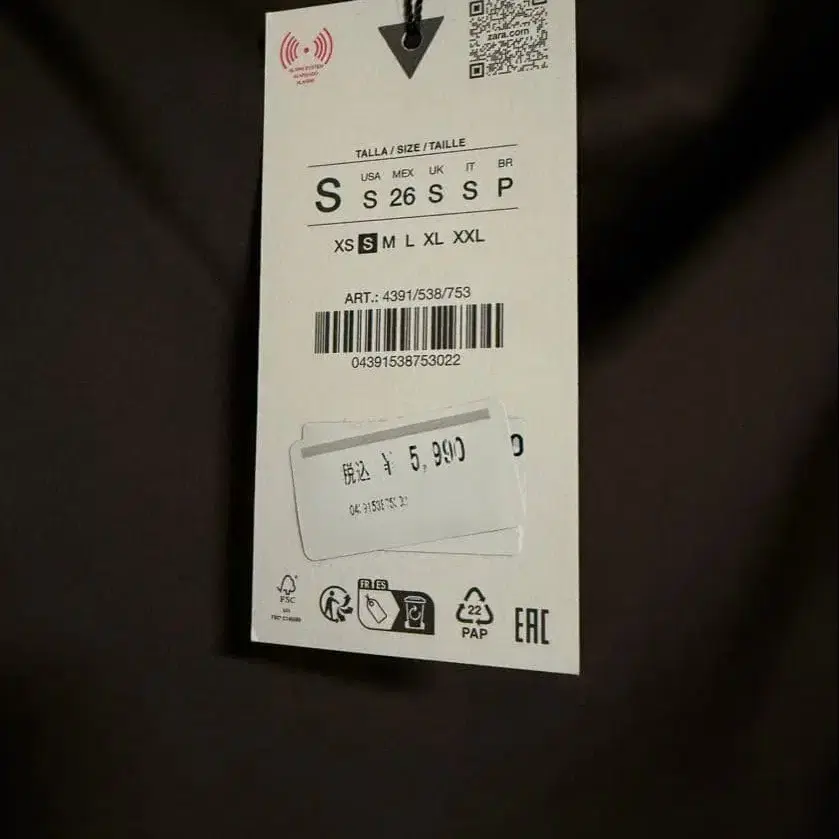 zara.com
TALLA / SIZE / TAILLE
USA MEX UK IT BR
S S 26 S S P
XS S M L XL XXL
ART.: 4391/538/753
04391538753022
税込 ¥ 5,990
FSC
FR ES
22
PAP
EAC